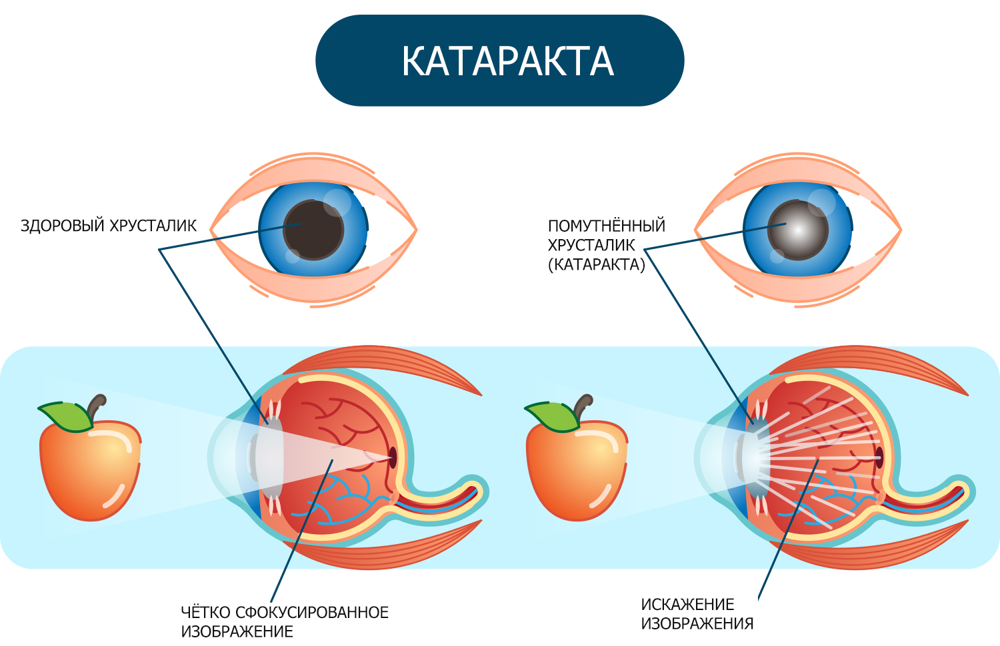 КАТАРАКТА
ЗДОРОВЫЙ ХРУСТАЛИК
ПОМУТНЁННЫЙ
ХРУСТАЛИК
(КАТАРАКТА)
ЧЁТКО СФОКУСИРОВАННОЕ
ИЗОБРАЖЕНИЕ
ИСКАЖЕНИЕ
ИЗОБРАЖЕНИЯ